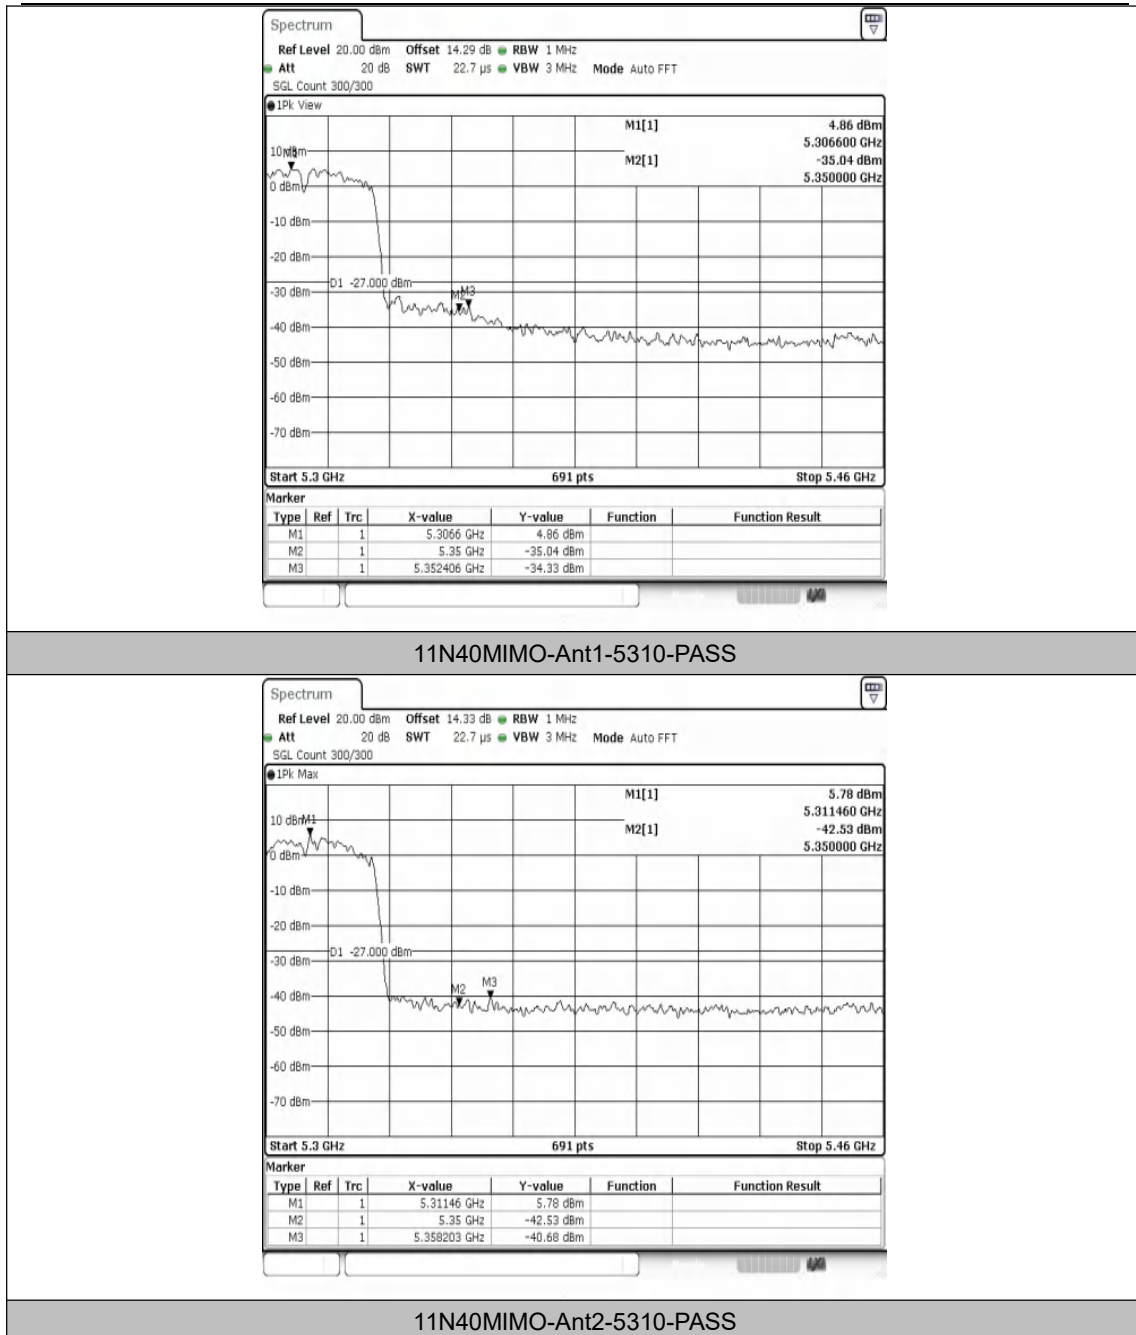 Spectrum
Ref Level 20.00 dBm Offset 14.29 dB RBW 1 MHz
Att 20 dB SWT 22.7 µs VBW 3 MHz Mode Auto FFT
SGL Count 300/300
1Pk View
M1[1] 4.86 dBm
5.306600 GHz
M2[1] -35.04 dBm
5.350000 GHz
10 dBm
M1
0 dBm
-10 dBm
-20 dBm
D1 -27.000 dBm
-30 dBm
M2 M3
-40 dBm
-50 dBm
-60 dBm
-70 dBm
Start 5.3 GHz 691 pts Stop 5.46 GHz
Marker
Type Ref Trc X-value Y-value Function Function Result
M1 1 5.3066 GHz 4.86 dBm
M2 1 5.35 GHz -35.04 dBm
M3 1 5.352406 GHz -34.33 dBm
11N40MIMO-Ant1-5310-PASS
Spectrum
Ref Level 20.00 dBm Offset 14.33 dB RBW 1 MHz
Att 20 dB SWT 22.7 µs VBW 3 MHz Mode Auto FFT
SGL Count 300/300
1Pk Max
M1[1] 5.78 dBm
5.311460 GHz
M2[1] -42.53 dBm
5.350000 GHz
10 dBm M1
0 dBm
-10 dBm
-20 dBm
D1 -27.000 dBm
-30 dBm
M2 M3
-40 dBm
-50 dBm
-60 dBm
-70 dBm
Start 5.3 GHz 691 pts Stop 5.46 GHz
Marker
Type Ref Trc X-value Y-value Function Function Result
M1 1 5.31146 GHz 5.78 dBm
M2 1 5.35 GHz -42.53 dBm
M3 1 5.358203 GHz -40.68 dBm
11N40MIMO-Ant2-5310-PASS